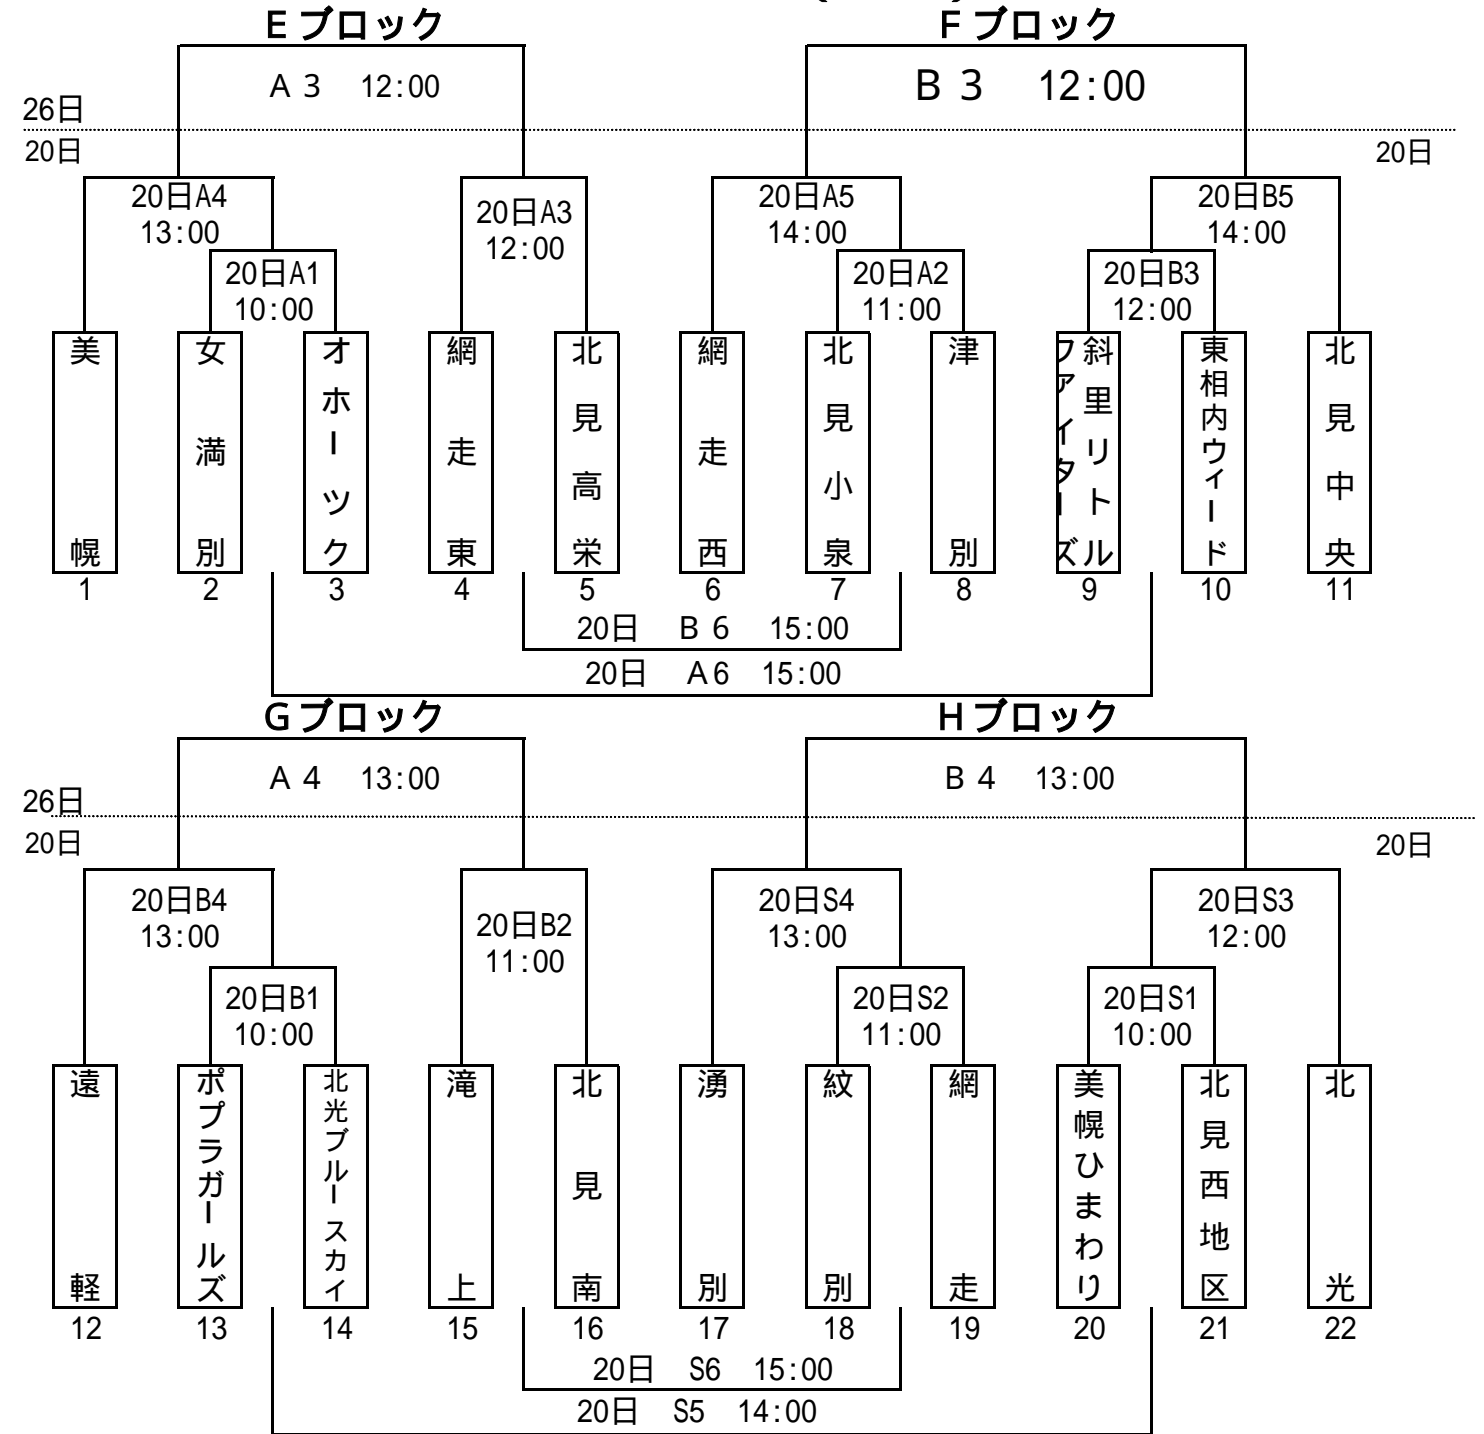 Eブロック Fブロック
A 3 12:00 B 3 12:00
26日
20日 20日
20日A4 20日A3 20日A5 20日B5
13:00 12:00 14:00 14:00
20日A1 20日A2 20日B3
10:00 11:00 12:00
美幌
女満別
オホーツク
網走東
北見高栄
網走西
北見小泉
津別
斜里リトル
ファイターズ
東相内ウィード
北見中央
1 2 3 4 5 6 7 8 9 10 11
20日 B 6 15:00
20日 A6 15:00
Gブロック Hブロック
A 4 13:00 B 4 13:00
26日
20日 20日
20日B4 20日B2 20日S4 20日S3
13:00 11:00 13:00 12:00
20日B1 20日S2 20日S1
10:00 11:00 10:00
遠軽
ポプラガールズ
北光ブルースカイ
滝上
北見南
湧別
紋別
網走
美幌ひまわり
北見西地区
北光
12 13 14 15 16 17 18 19 20 21 22
20日 S6 15:00
20日 S5 14:00